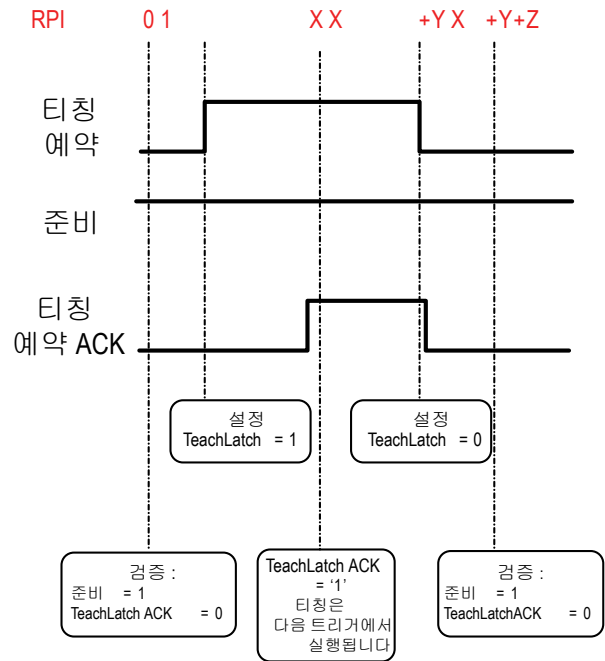 RPI 0 1 X X +Y X +Y+Z
티칭
예약
준비
티칭
예약 ACK
설정
TeachLatch = 1
설정
TeachLatch = 0
검증 :
준비 = 1
TeachLatch ACK = 0
TeachLatch ACK
= ‘1’
티칭은
다음 트리거에서
실행됩니다
검증 :
준비 = 1
TeachLatchACK = 0